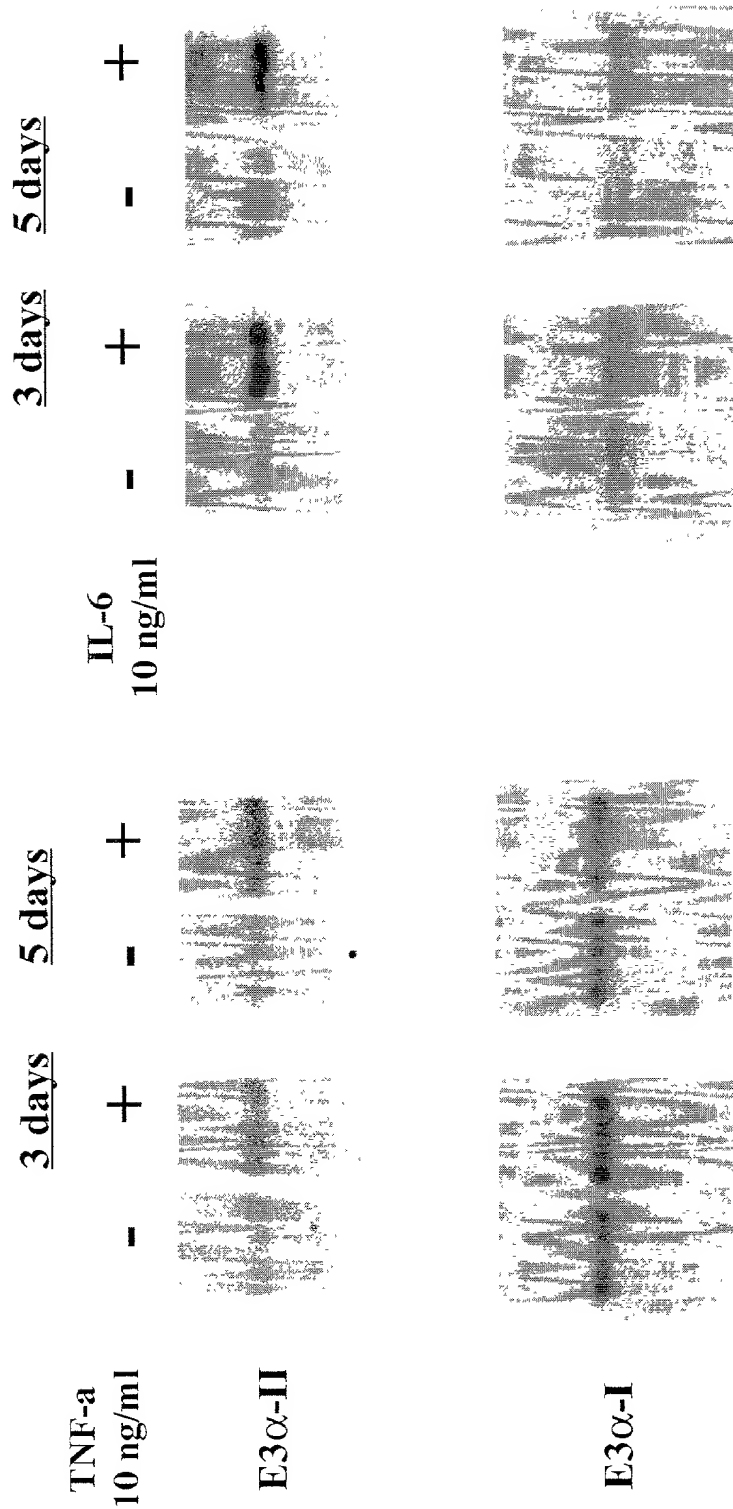 TNF-a
10 ng/ml
3 days
5 days
-
+
-
+
IL-6
10 ng/ml
3 days
5 days
-
+
-
+
E3α-II
E3α-I